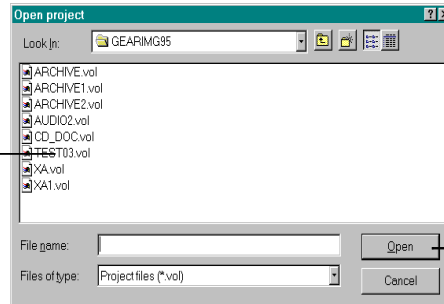 Open project
Look In: GEARIMG95
ARCHIVE.vol
ARCHIVE1.vol
ARCHIVE2.vol
AUDIO2.vol
CD_DOC.vol
TEST03.vol
XA.vol
XA1.vol
File name: Open
Files of type: Project files (*.vol) Cancel